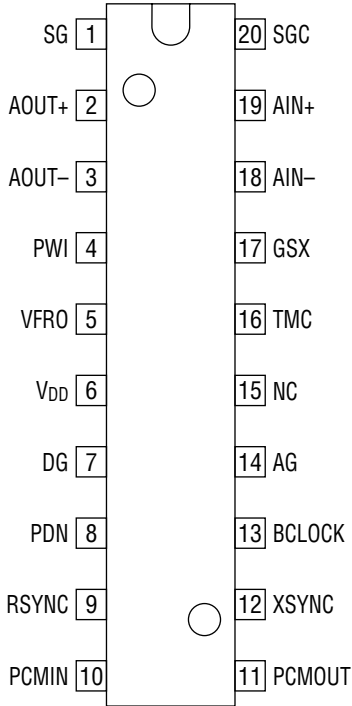 SG 1 20 SGC
AOUT+ 2 19 AIN+
AOUT– 3 18 AIN–
PWI 4 17 GSX
VFRO 5 16 TMC
VDD 6 15 NC
DG 7 14 AG
PDN 8 13 BCLOCK
RSYNC 9 12 XSYNC
PCMIN 10 11 PCMOUT